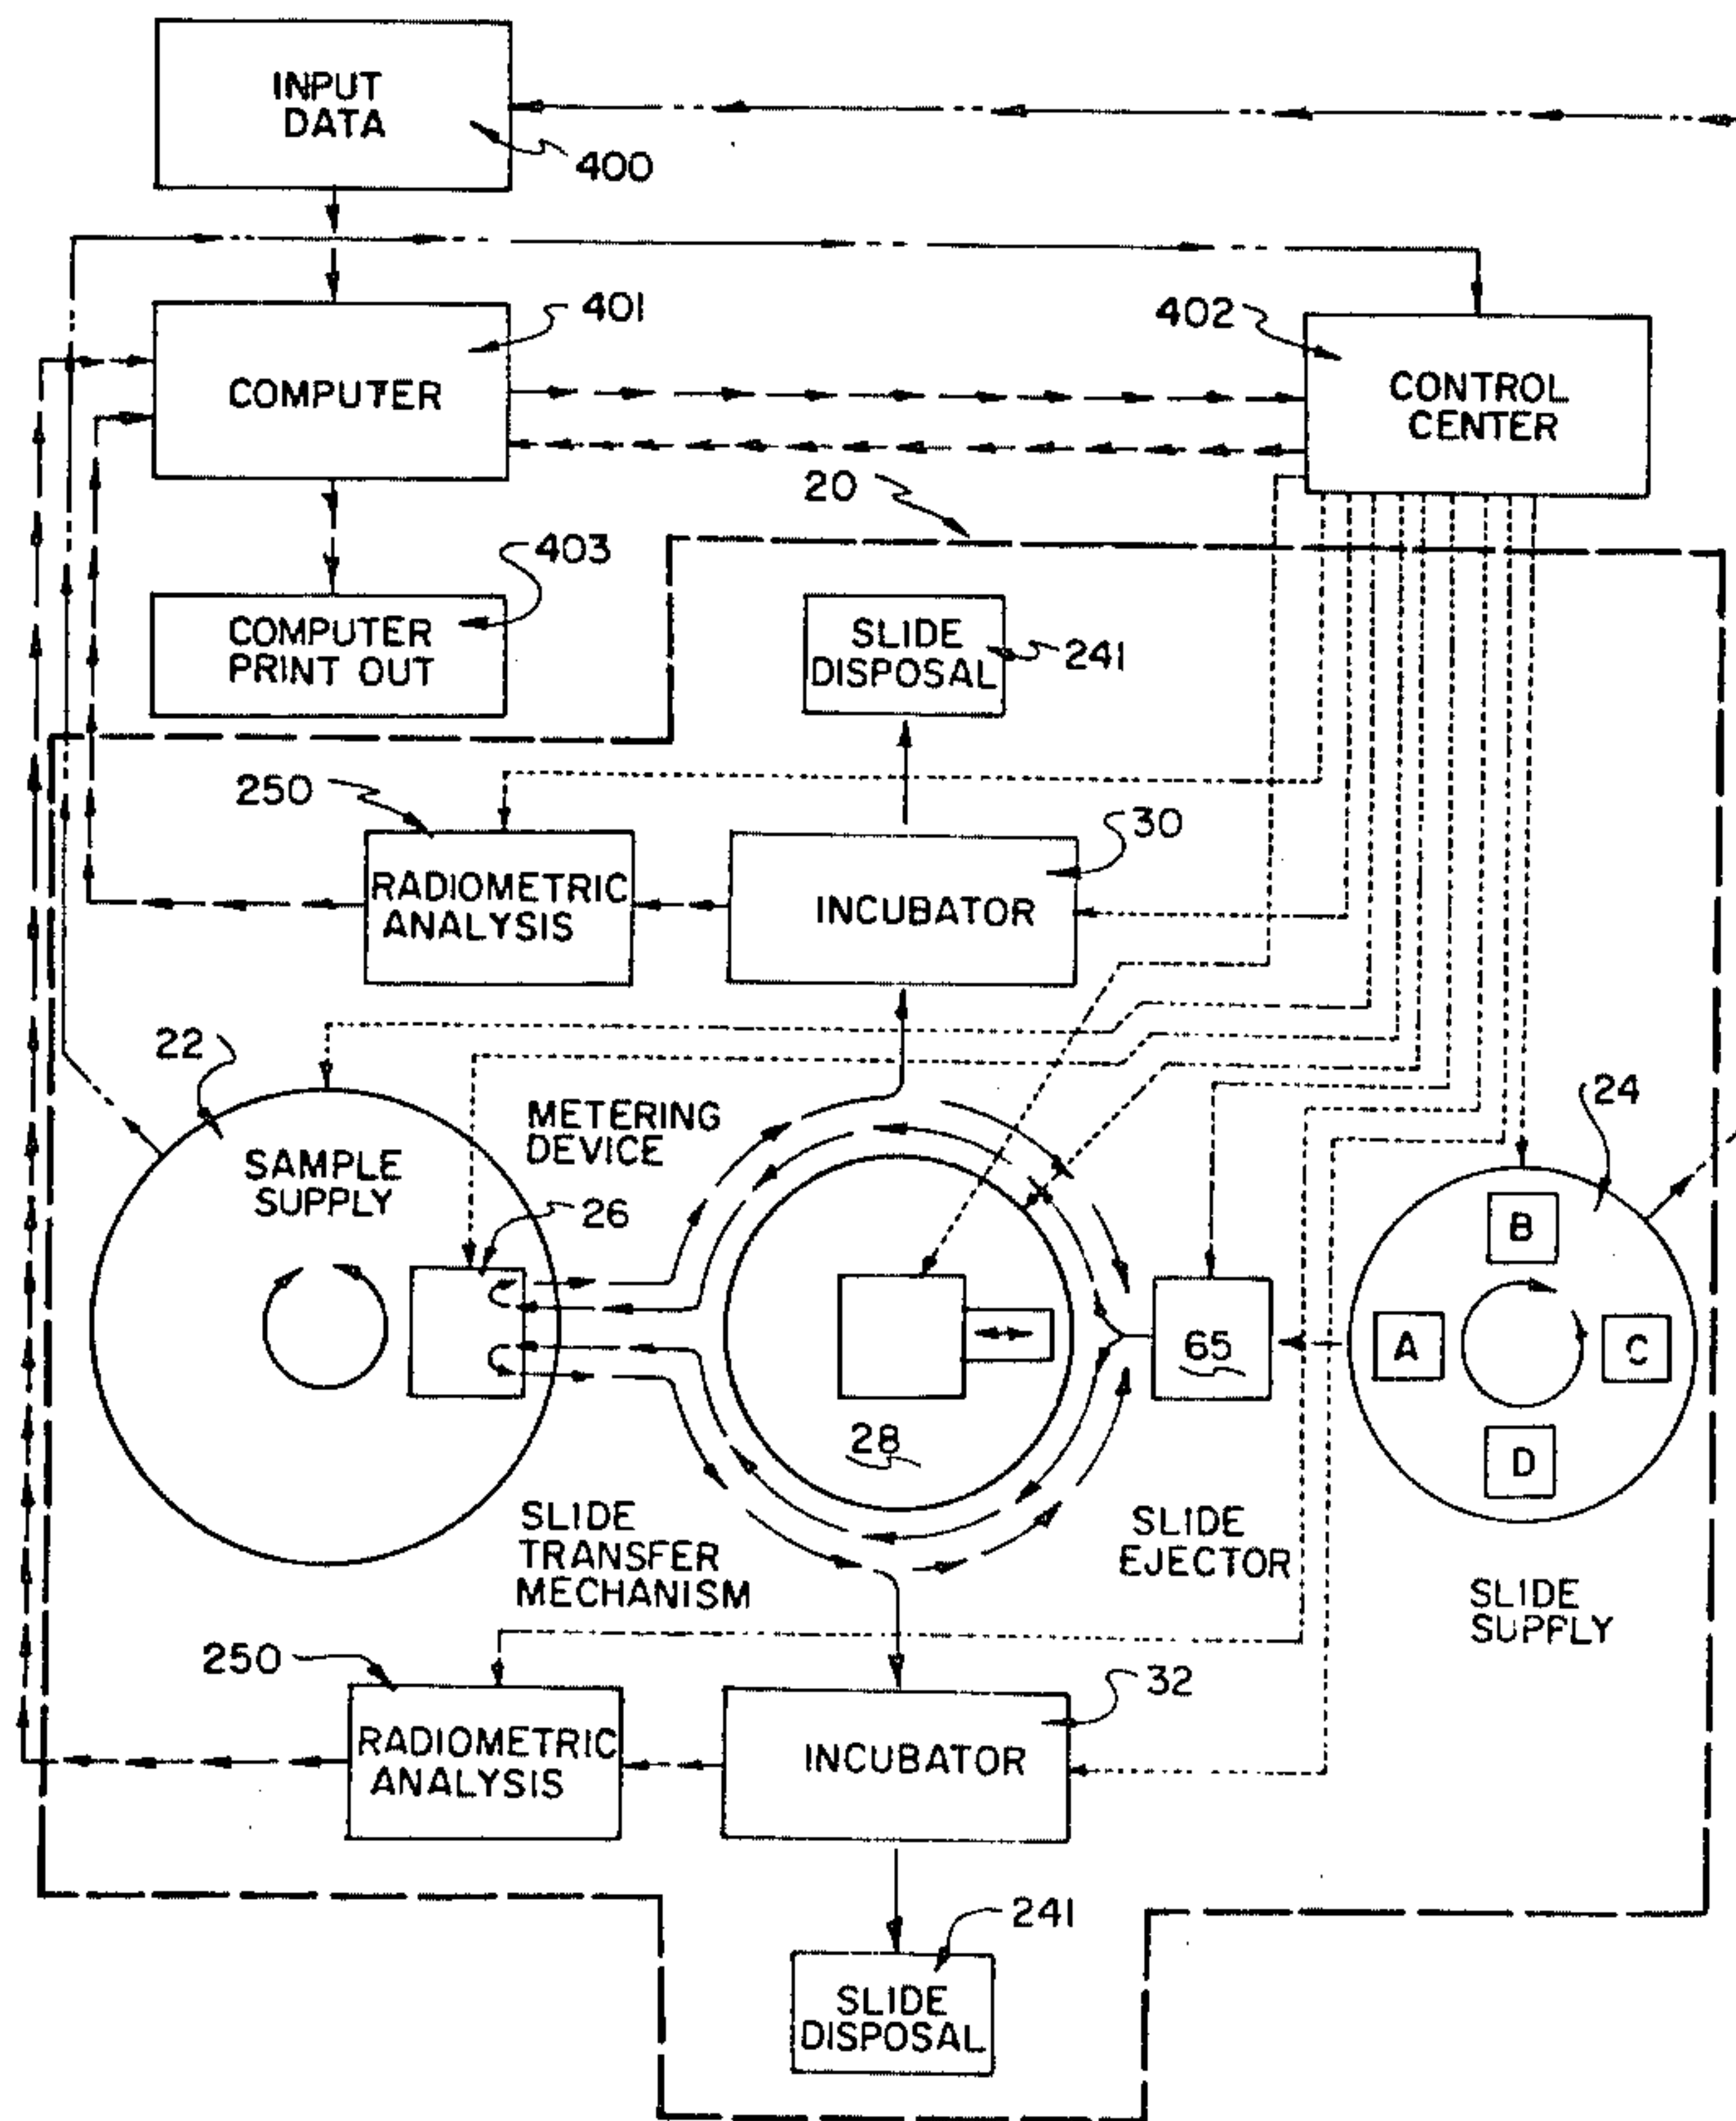 INPUT
DATA
400
401
402
COMPUTER
CONTROL
CENTER
20
403
COMPUTER
PRINT OUT
SLIDE
DISPOSAL
241
250
30
RADIOMETRIC
ANALYSIS
INCUBATOR
22
METERING
DEVICE
24
SAMPLE
SUPPLY
26
B
A
C
D
65
28
SLIDE
TRANSFER
MECHANISM
SLIDE
EJECTOR
SLIDE
SUPPLY
250
32
RADIOMETRIC
ANALYSIS
INCUBATOR
241
SLIDE
DISPOSAL